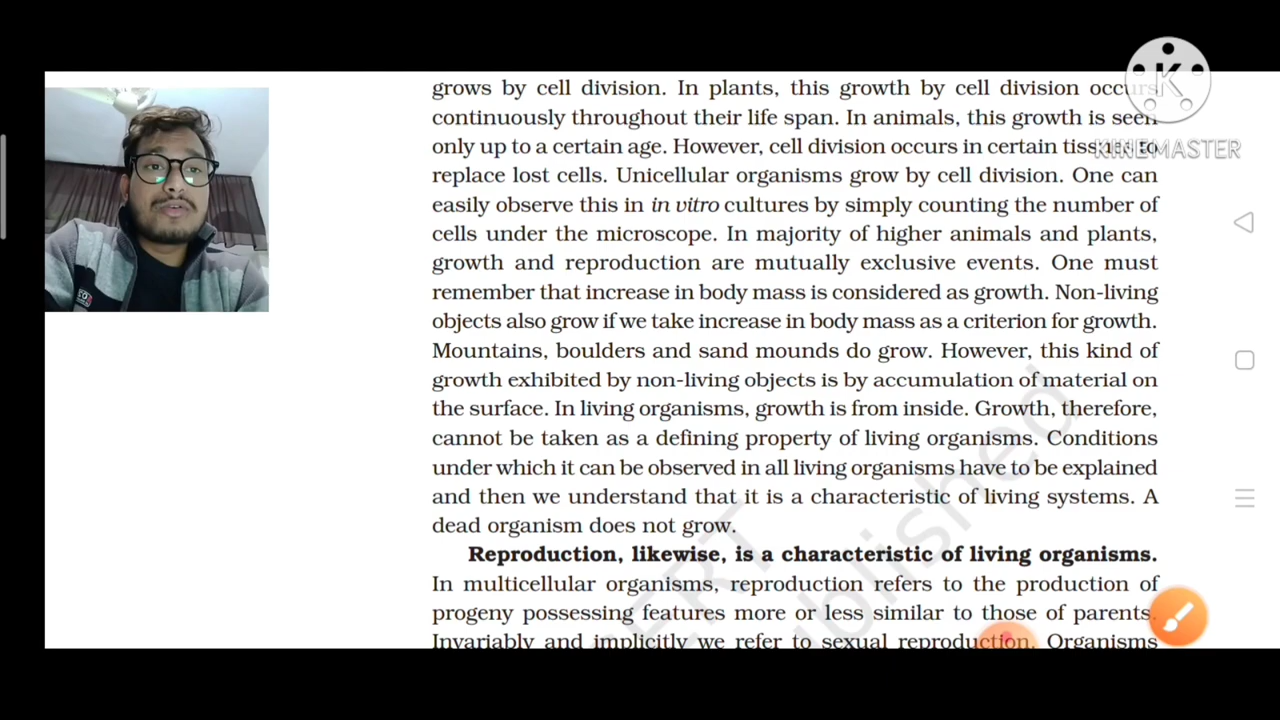 grows by cell division. In plants, this growth by cell division occurs
continuously throughout their life span. In animals, this growth is seen
only up to a certain age. However, cell division occurs in certain tissues to
replace lost cells. Unicellular organisms grow by cell division. One can
easily observe this in in vitro cultures by simply counting the number of
cells under the microscope. In majority of higher animals and plants,
growth and reproduction are mutually exclusive events. One must
remember that increase in body mass is considered as growth. Non-living
objects also grow if we take increase in body mass as a criterion for growth.
Mountains, boulders and sand mounds do grow. However, this kind of
growth exhibited by non-living objects is by accumulation of material on
the surface. In living organisms, growth is from inside. Growth, therefore,
cannot be taken as a defining property of living organisms. Conditions
under which it can be observed in all living organisms have to be explained
and then we understand that it is a characteristic of living systems. A
dead organism does not grow.
Reproduction, likewise, is a characteristic of living organisms.
In multicellular organisms, reproduction refers to the production of
progeny possessing features more or less similar to those of parents.
Invariably and implicitly we refer to sexual reproduction. Organisms
K
KINEMASTER